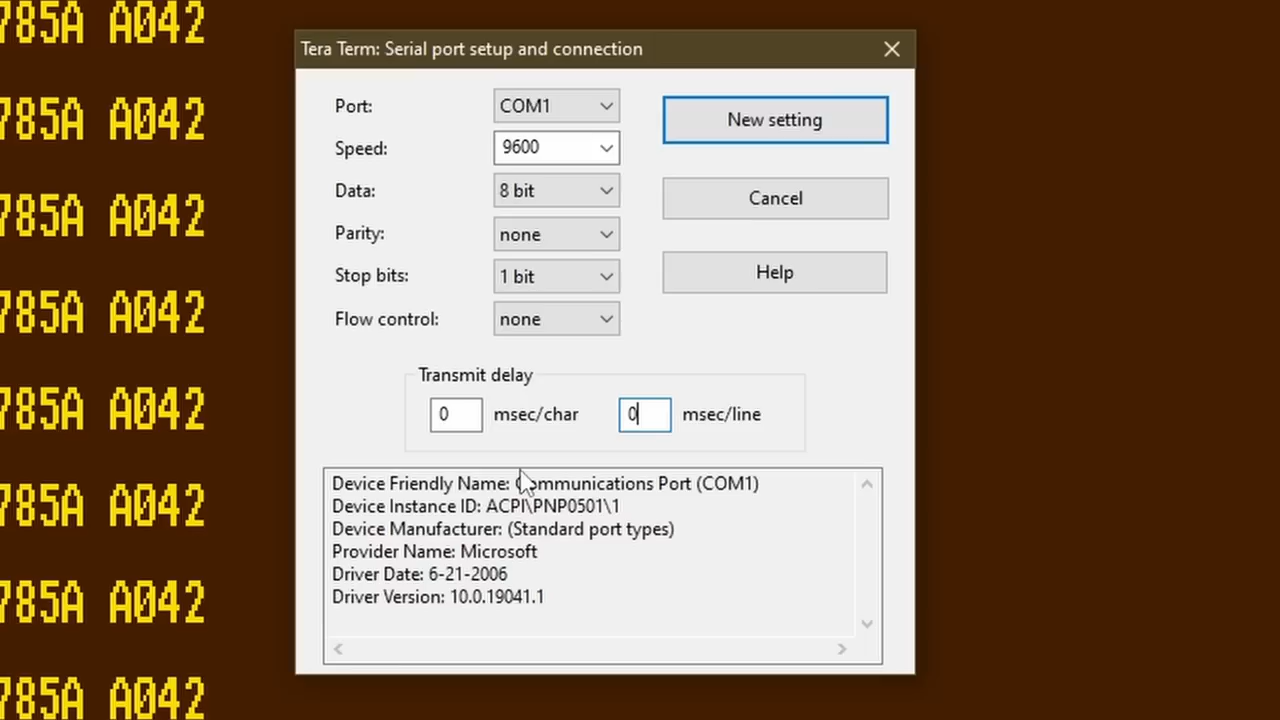 785A A042
785A A042
785A A042
785A A042
785A A042
785A A042
785A A042
785A A042
Tera Term: Serial port setup and connection
Port: COM1
New setting
Speed: 9600
Data: 8 bit
Cancel
Parity: none
Stop bits: 1 bit
Help
Flow control: none
Transmit delay
0 msec/char 0 msec/line
Device Friendly Name: Communications Port (COM1)
Device Instance ID: ACPI\PNP0501\1
Device Manufacturer: (Standard port types)
Provider Name: Microsoft
Driver Date: 6-21-2006
Driver Version: 10.0.19041.1